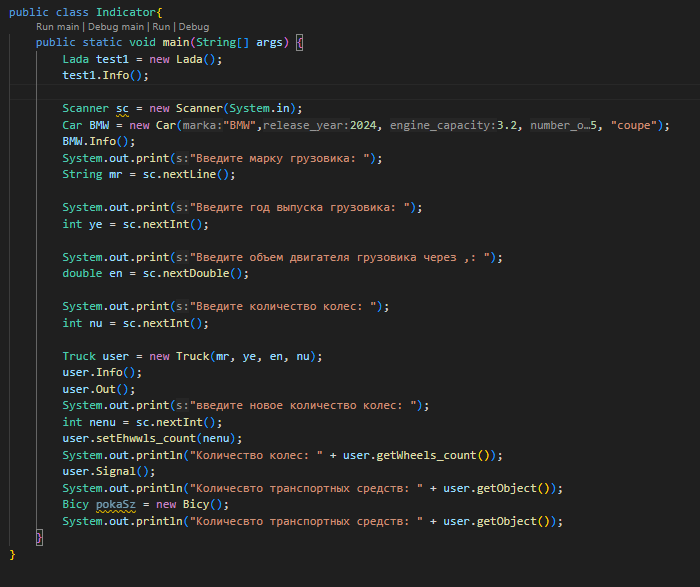 public class Indicator{
Run main | Debug main | Run | Debug
public static void main(String[] args) {
Lada test1 = new Lada();
test1.Info();
Scanner sc = new Scanner(System.in);
Car BMW = new Car(marka:"BMW",release_year:2024, engine_capacity:3.2, number_o…5, "coupe");
BMW.Info();
System.out.print(s:"Введите марку грузовика: ");
String mr = sc.nextLine();
System.out.print(s:"Введите год выпуска грузовика: ");
int ye = sc.nextInt();
System.out.print(s:"Введите объем двигателя грузовика через ,: ");
double en = sc.nextDouble();
System.out.print(s:"Введите количество колес: ");
int nu = sc.nextInt();
Truck user = new Truck(mr, ye, en, nu);
user.Info();
user.Out();
System.out.print(s:"введите новое количество колес: ");
int nenu = sc.nextInt();
user.setEhwwls_count(nenu);
System.out.println("Количество колес: " + user.getWheels_count());
user.Signal();
System.out.println("Количесвто транспортных средств: " + user.getObject());
Bicy pokaSz = new Bicy();
System.out.println("Количесвто транспортных средств: " + user.getObject());
}
}